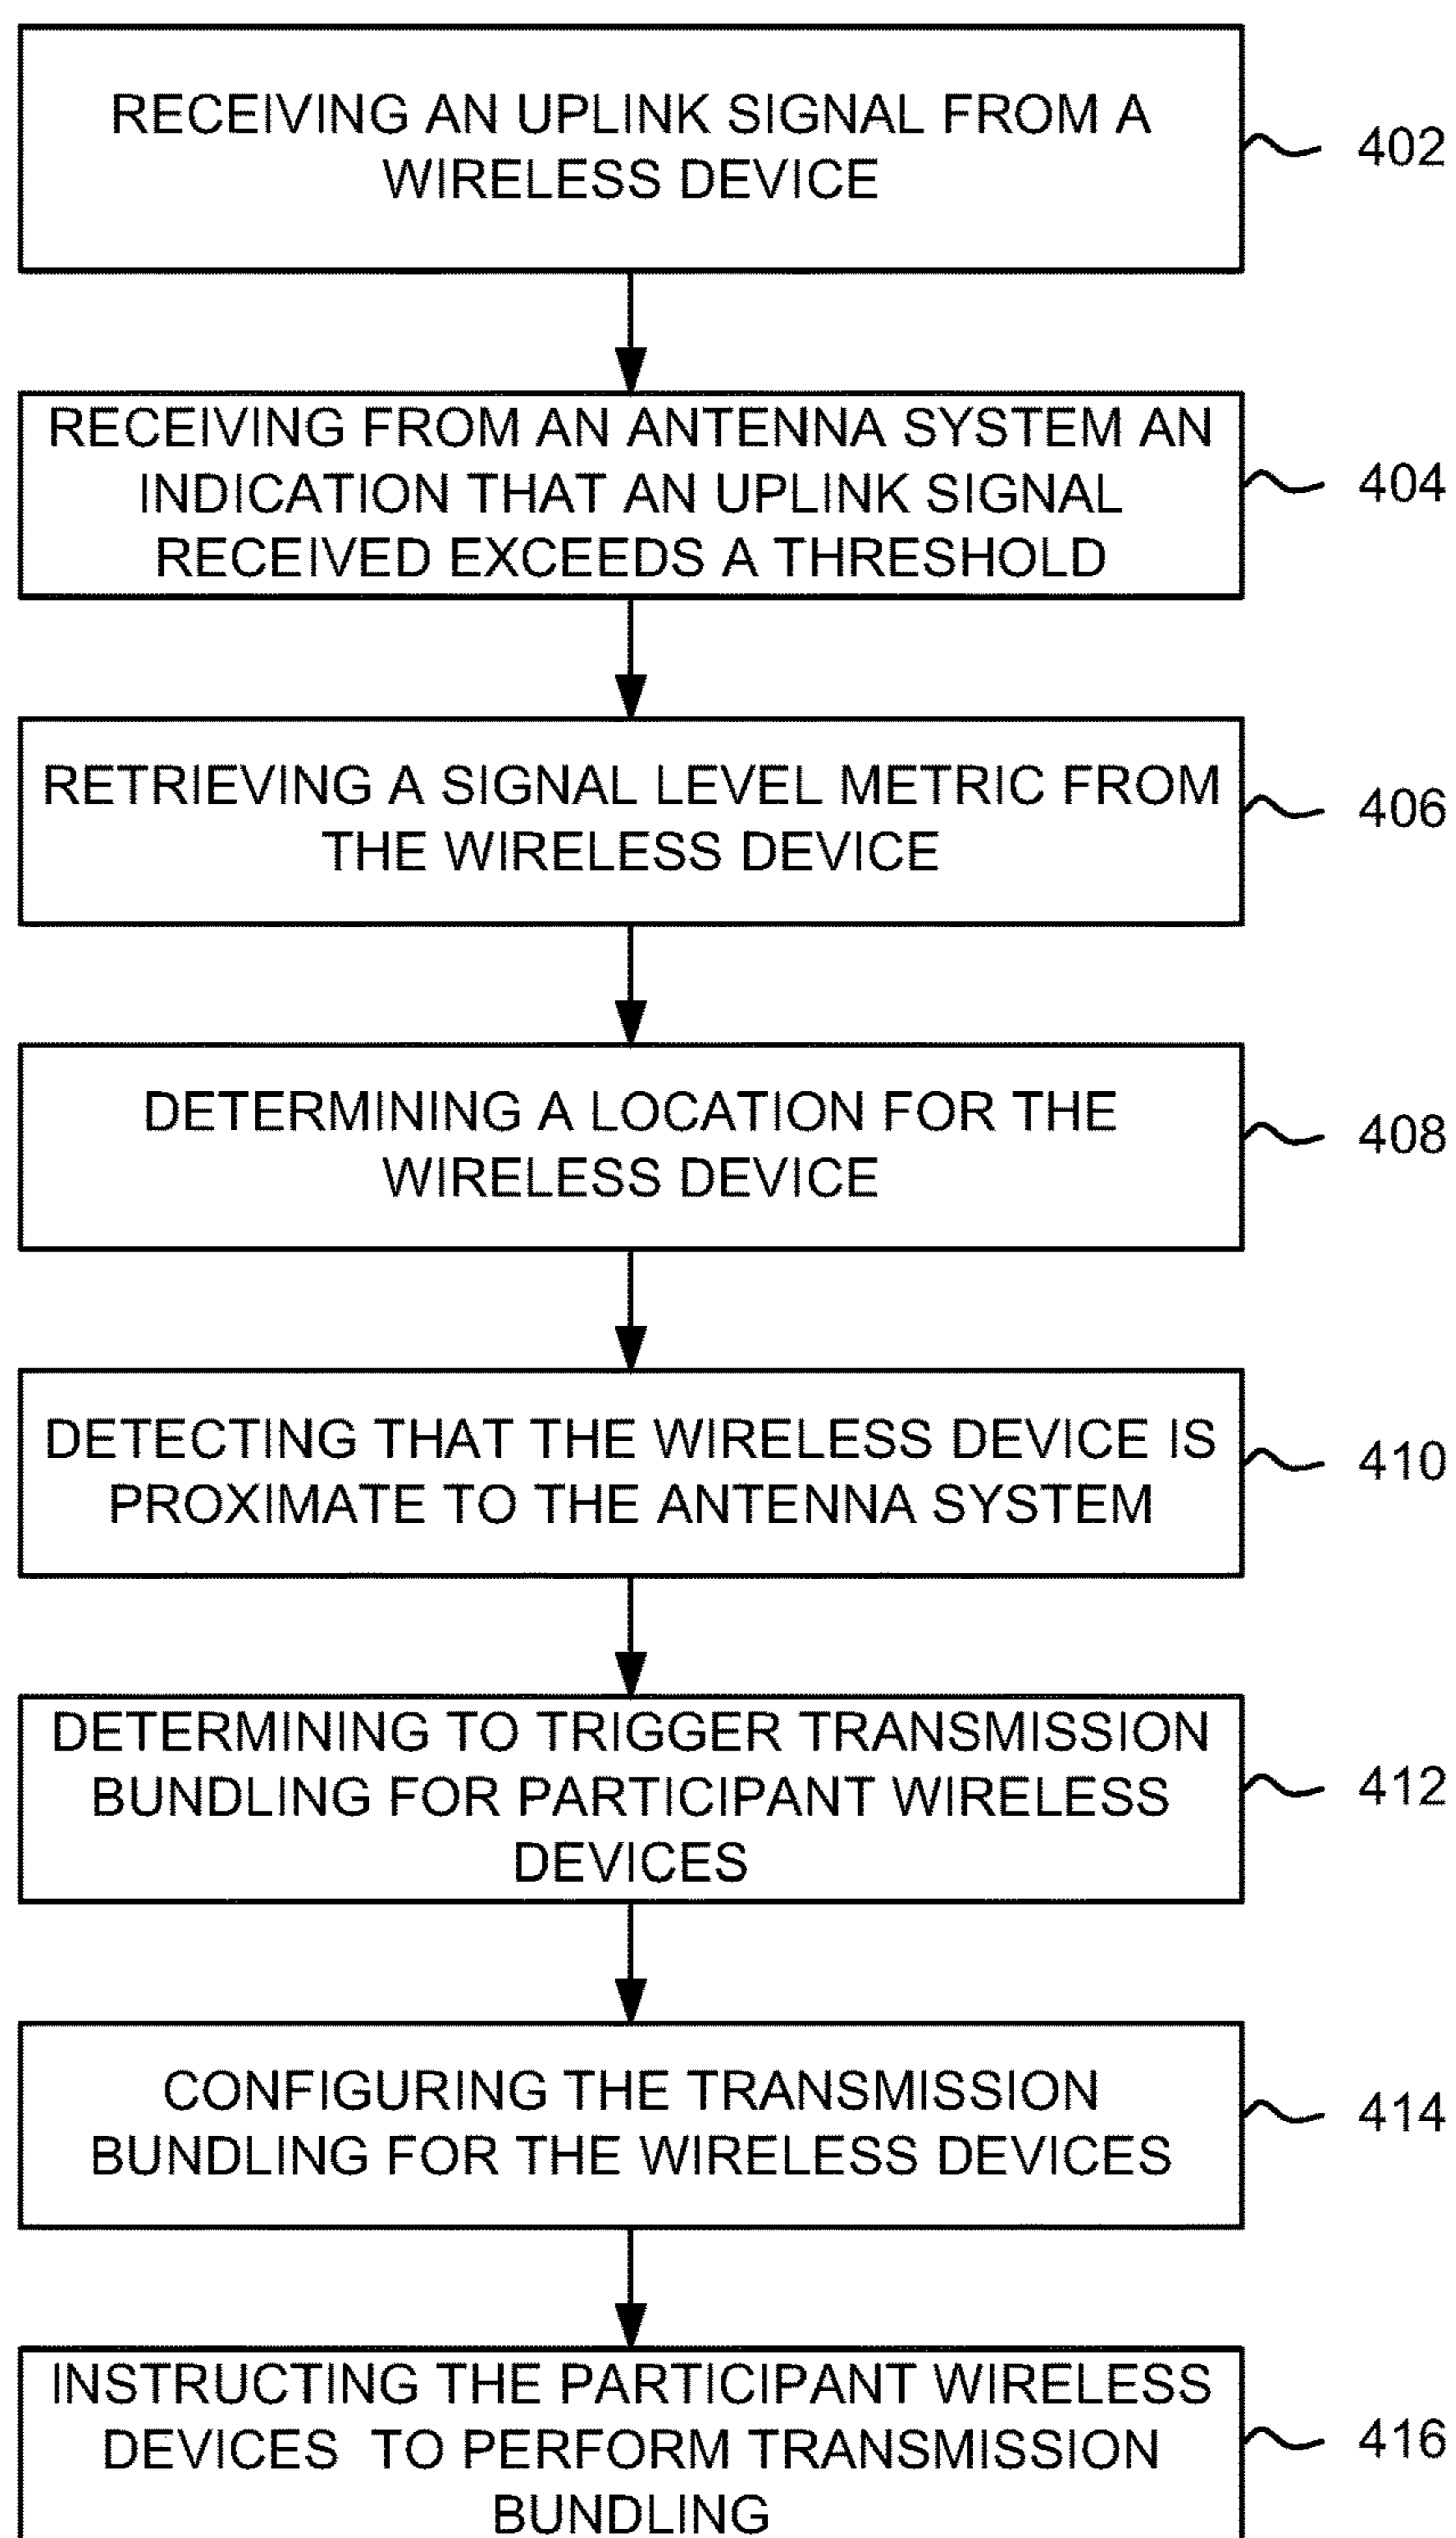 RECEIVING AN UPLINK SIGNAL FROM A
WIRELESS DEVICE
402
RECEIVING FROM AN ANTENNA SYSTEM AN
INDICATION THAT AN UPLINK SIGNAL
RECEIVED EXCEEDS A THRESHOLD
404
RETRIEVING A SIGNAL LEVEL METRIC FROM
THE WIRELESS DEVICE
406
DETERMINING A LOCATION FOR THE
WIRELESS DEVICE
408
DETECTING THAT THE WIRELESS DEVICE IS
PROXIMATE TO THE ANTENNA SYSTEM
410
DETERMINING TO TRIGGER TRANSMISSION
BUNDLING FOR PARTICIPANT WIRELESS
DEVICES
412
CONFIGURING THE TRANSMISSION
BUNDLING FOR THE WIRELESS DEVICES
414
INSTRUCTING THE PARTICIPANT WIRELESS
DEVICES TO PERFORM TRANSMISSION
BUNDLING
416